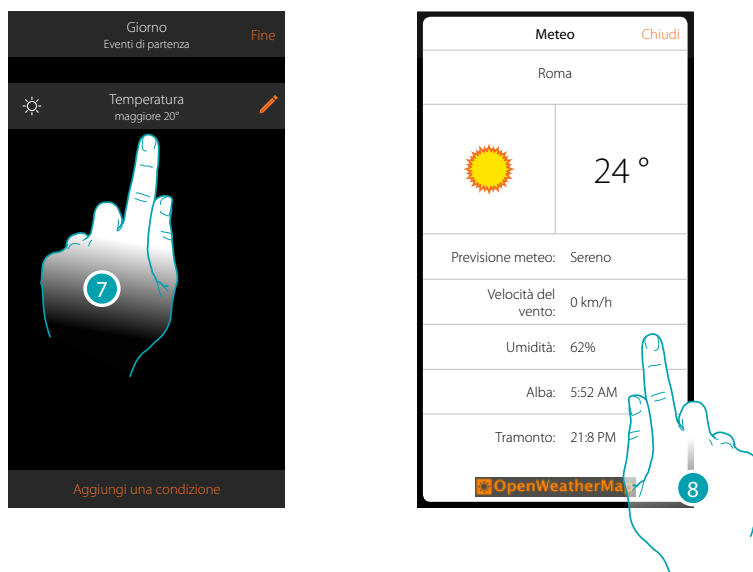 Giorno
Eventi di partenza
Fine
Temperatura
maggiore 20°
7
Aggiungi una condizione
Meteo
Chiudi
Roma
24 °
Previsione meteo: Sereno
Velocità del
vento: 0 km/h
Umidità: 62%
Alba: 5:52 AM
Tramonto: 21:8 PM
OpenWeatherMap
8